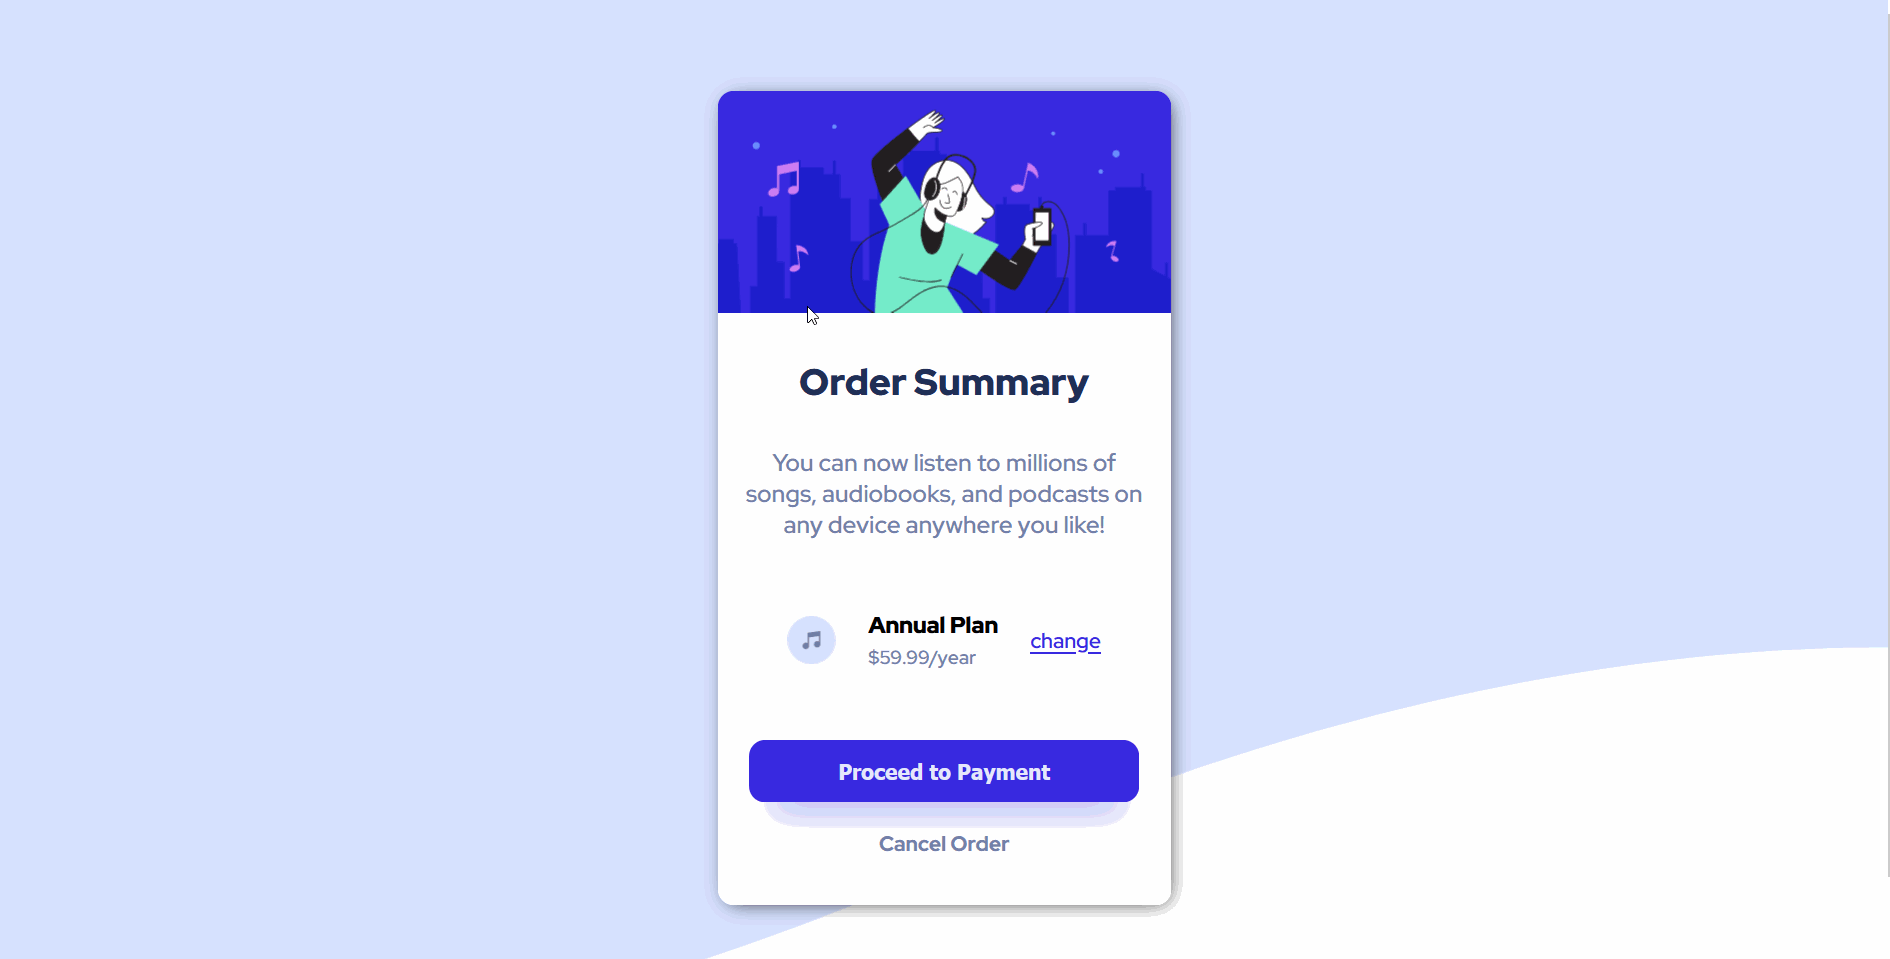 Order Summary
You can now listen to millions of
songs, audiobooks, and podcasts on
any device anywhere you like!
Annual Plan
$59.99/year
change
Proceed to Payment
Cancel Order